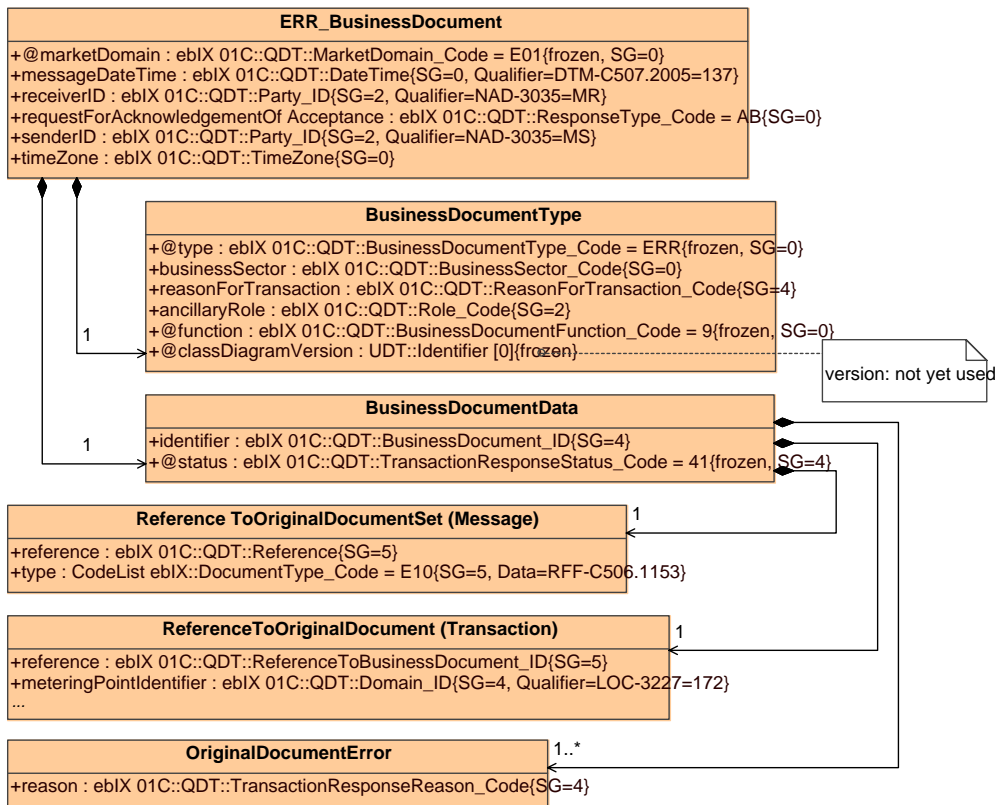 ERR_BusinessDocument
+@marketDomain : ebIX 01C::QDT::MarketDomain_Code = E01{frozen, SG=0}
+messageDateTime : ebIX 01C::QDT::DateTime{SG=0, Qualifier=DTM-C507.2005=137}
+receiverID : ebIX 01C::QDT::Party_ID{SG=2, Qualifier=NAD-3035=MR}
+requestForAcknowledgementOf Acceptance : ebIX 01C::QDT::ResponseType_Code = AB{SG=0}
+senderID : ebIX 01C::QDT::Party_ID{SG=2, Qualifier=NAD-3035=MS}
+timeZone : ebIX 01C::QDT::TimeZone{SG=0}
BusinessDocumentType
+@type : ebIX 01C::QDT::BusinessDocumentType_Code = ERR{frozen, SG=0}
+businessSector : ebIX 01C::QDT::BusinessSector_Code{SG=0}
+reasonForTransaction : ebIX 01C::QDT::ReasonForTransaction_Code{SG=4}
+ancillaryRole : ebIX 01C::QDT::Role_Code{SG=2}
+@function : ebIX 01C::QDT::BusinessDocumentFunction_Code = 9{frozen, SG=0}
+@classDiagramVersion : UDT::Identifier [0]{frozen}
1
version: not yet used
BusinessDocumentData
+identifier : ebIX 01C::QDT::BusinessDocument_ID{SG=4}
+@status : ebIX 01C::QDT::TransactionResponseStatus_Code = 41{frozen, SG=4}
1
Reference ToOriginalDocumentSet (Message)
+reference : ebIX 01C::QDT::Reference{SG=5}
+type : CodeList ebIX::DocumentType_Code = E10{SG=5, Data=RFF-C506.1153}
1
ReferenceToOriginalDocument (Transaction)
+reference : ebIX 01C::QDT::ReferenceToBusinessDocument_ID{SG=5}
+meteringPointIdentifier : ebIX 01C::QDT::Domain_ID{SG=4, Qualifier=LOC-3227=172}
...
1
OriginalDocumentError
+reason : ebIX 01C::QDT::TransactionResponseReason_Code{SG=4}
1..*